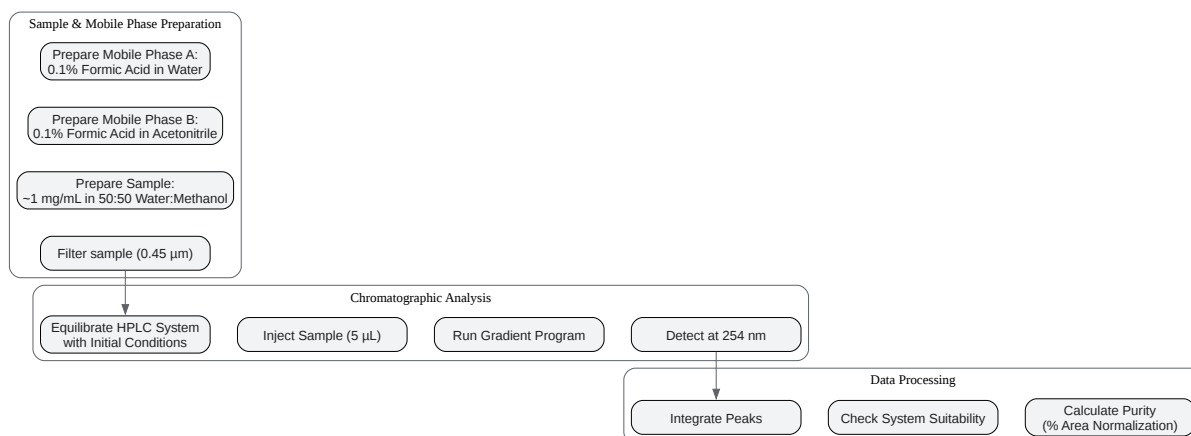 Sample & Mobile Phase Preparation
Prepare Mobile Phase A:
0.1% Formic Acid in Water
Prepare Mobile Phase B:
0.1% Formic Acid in Acetonitrile
Prepare Sample:
~1 mg/mL in 50:50 Water:Methanol
Filter sample (0.45 µm)
Chromatographic Analysis
Equilibrate HPLC System
with Initial Conditions
Inject Sample (5 µL)
Run Gradient Program
Detect at 254 nm
Data Processing
Integrate Peaks
Check System Suitability
Calculate Purity
(% Area Normalization)